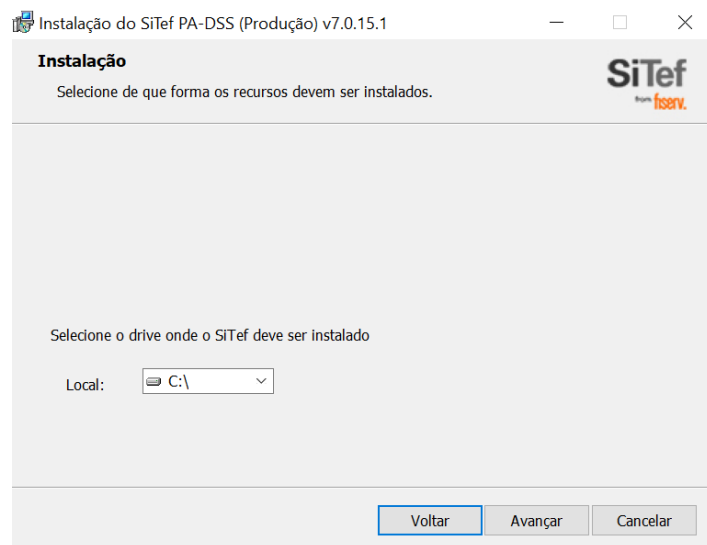 Instalação do SiTef PA-DSS (Produção) v7.0.15.1
Instalação
Selecione de que forma os recursos devem ser instalados.
SiTef
from fiserv.
Selecione o drive onde o SiTef deve ser instalado
Local: C:\
Voltar Avançar Cancelar